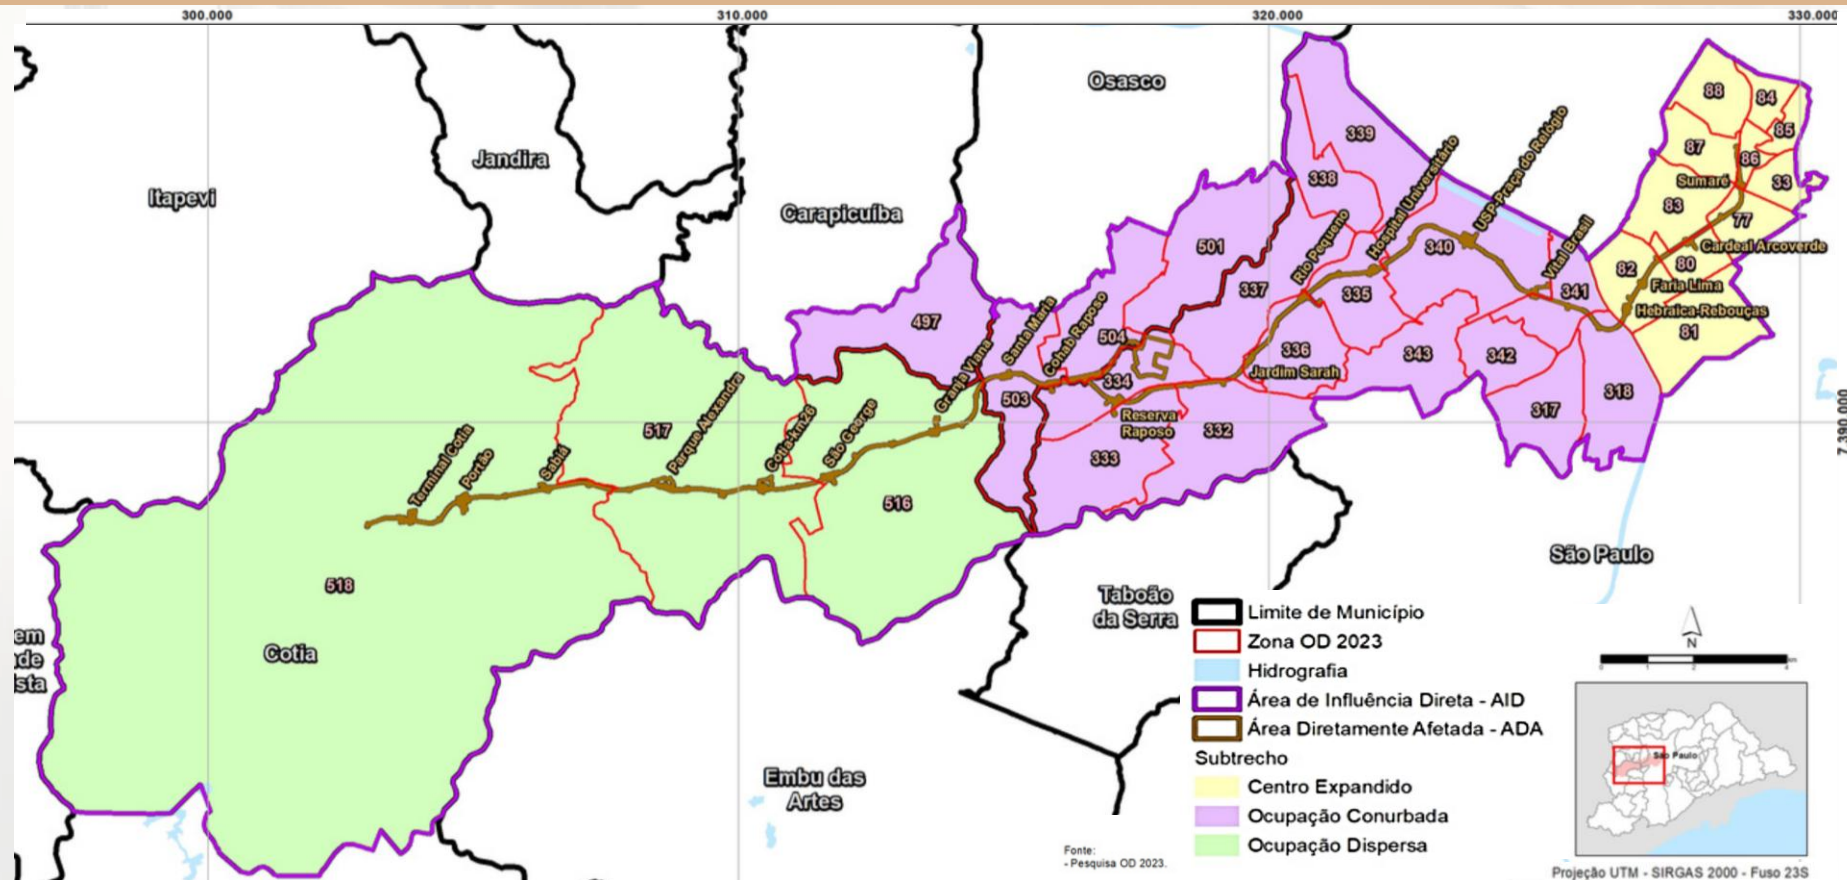 300.000
310.000
320.000
330.000
7.390.000
Itapevi
Jandira
Carapicuíba
Osasco
São Paulo
Taboão
da Serra
Embu das
Artes
Cotia
em
de
sta
518
517
516
497
503
504
501
334
333
332
337
338
339
340
335
336
341
342
343
317
318
88
84
85
87
86
33
83
77
82
80
81
Terminal Cotia
Portão
Sabiá
Parque Alexandra
Cotia-km26
São George
Granja Viana
Santa Maria
Cohab Raposo
Reserva
Raposo
Jardim Sarah
Rio Pequeno
Hospital Universitário
USP-Praça do Relógio
Vital Brasil
Hebraica-Rebouças
Faria Lima
Cardeal Arcoverde
Sumaré
Limite de Município
Zona OD 2023
Hidrografia
Área de Influência Direta - AID
Área Diretamente Afetada - ADA
Subtrecho
Centro Expandido
Ocupação Conurbada
Ocupação Dispersa
Fonte:
- Pesquisa OD 2023.
N
São Paulo
Projeção UTM - SIRGAS 2000 - Fuso 23S